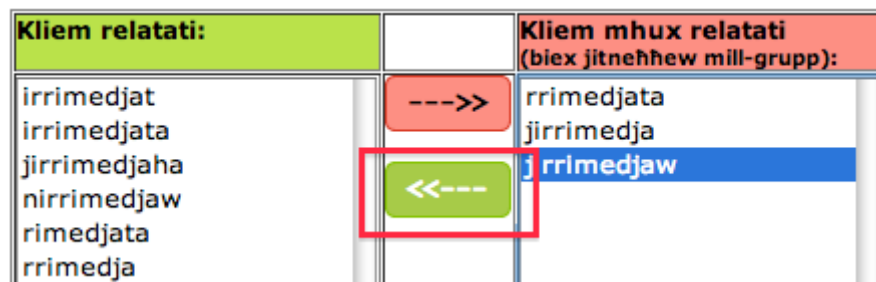 Kliem relatati:
Kliem mhux relatati
(biex jitneħħew mill-grupp):
irrimedjat
irrimedjata
jirrimedjaha
nirrimedjaw
rimedjata
rrimedja
--->>
<<---
rrimedjata
jirrimedja
jirrimedjaw